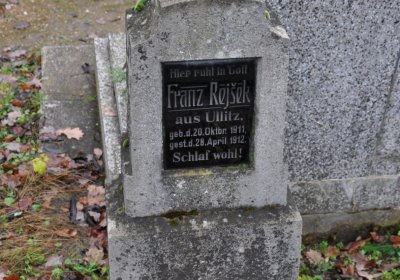 Hier ruht in Gott
Franz Rejšek
aus Ullitz,
geb.d.20.Oktbr. 1911,
gest.d.28.April 1912.
Schlaf wohl!